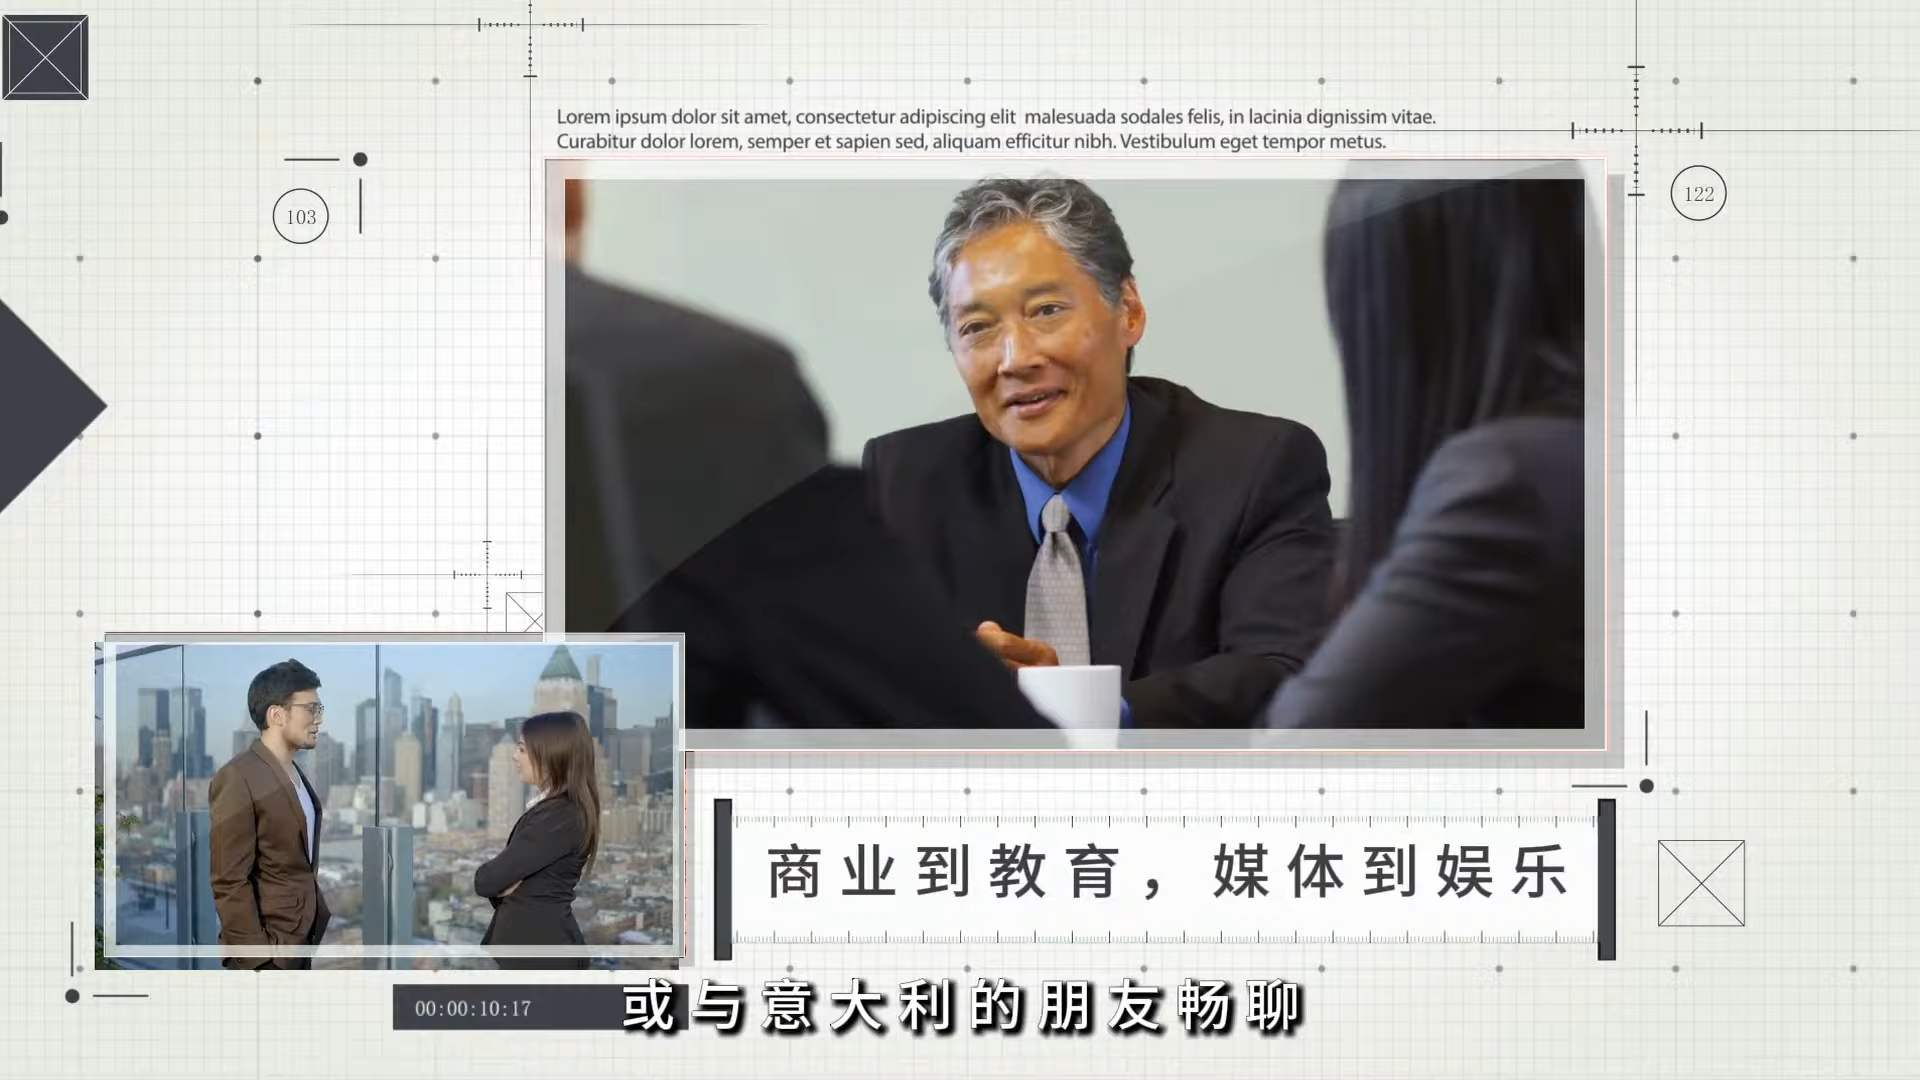 Lorem ipsum dolor sit amet, consectetur adipiscing elit  malesuada sodales felis, in lacinia dignissim vitae.
Curabitur dolor lorem, semper et sapien sed, aliquam efficitur nibh. Vestibulum eget tempor metus.
103
122
商业到教育，媒体到娱乐
00:00:10:17
或与意大利的朋友畅聊